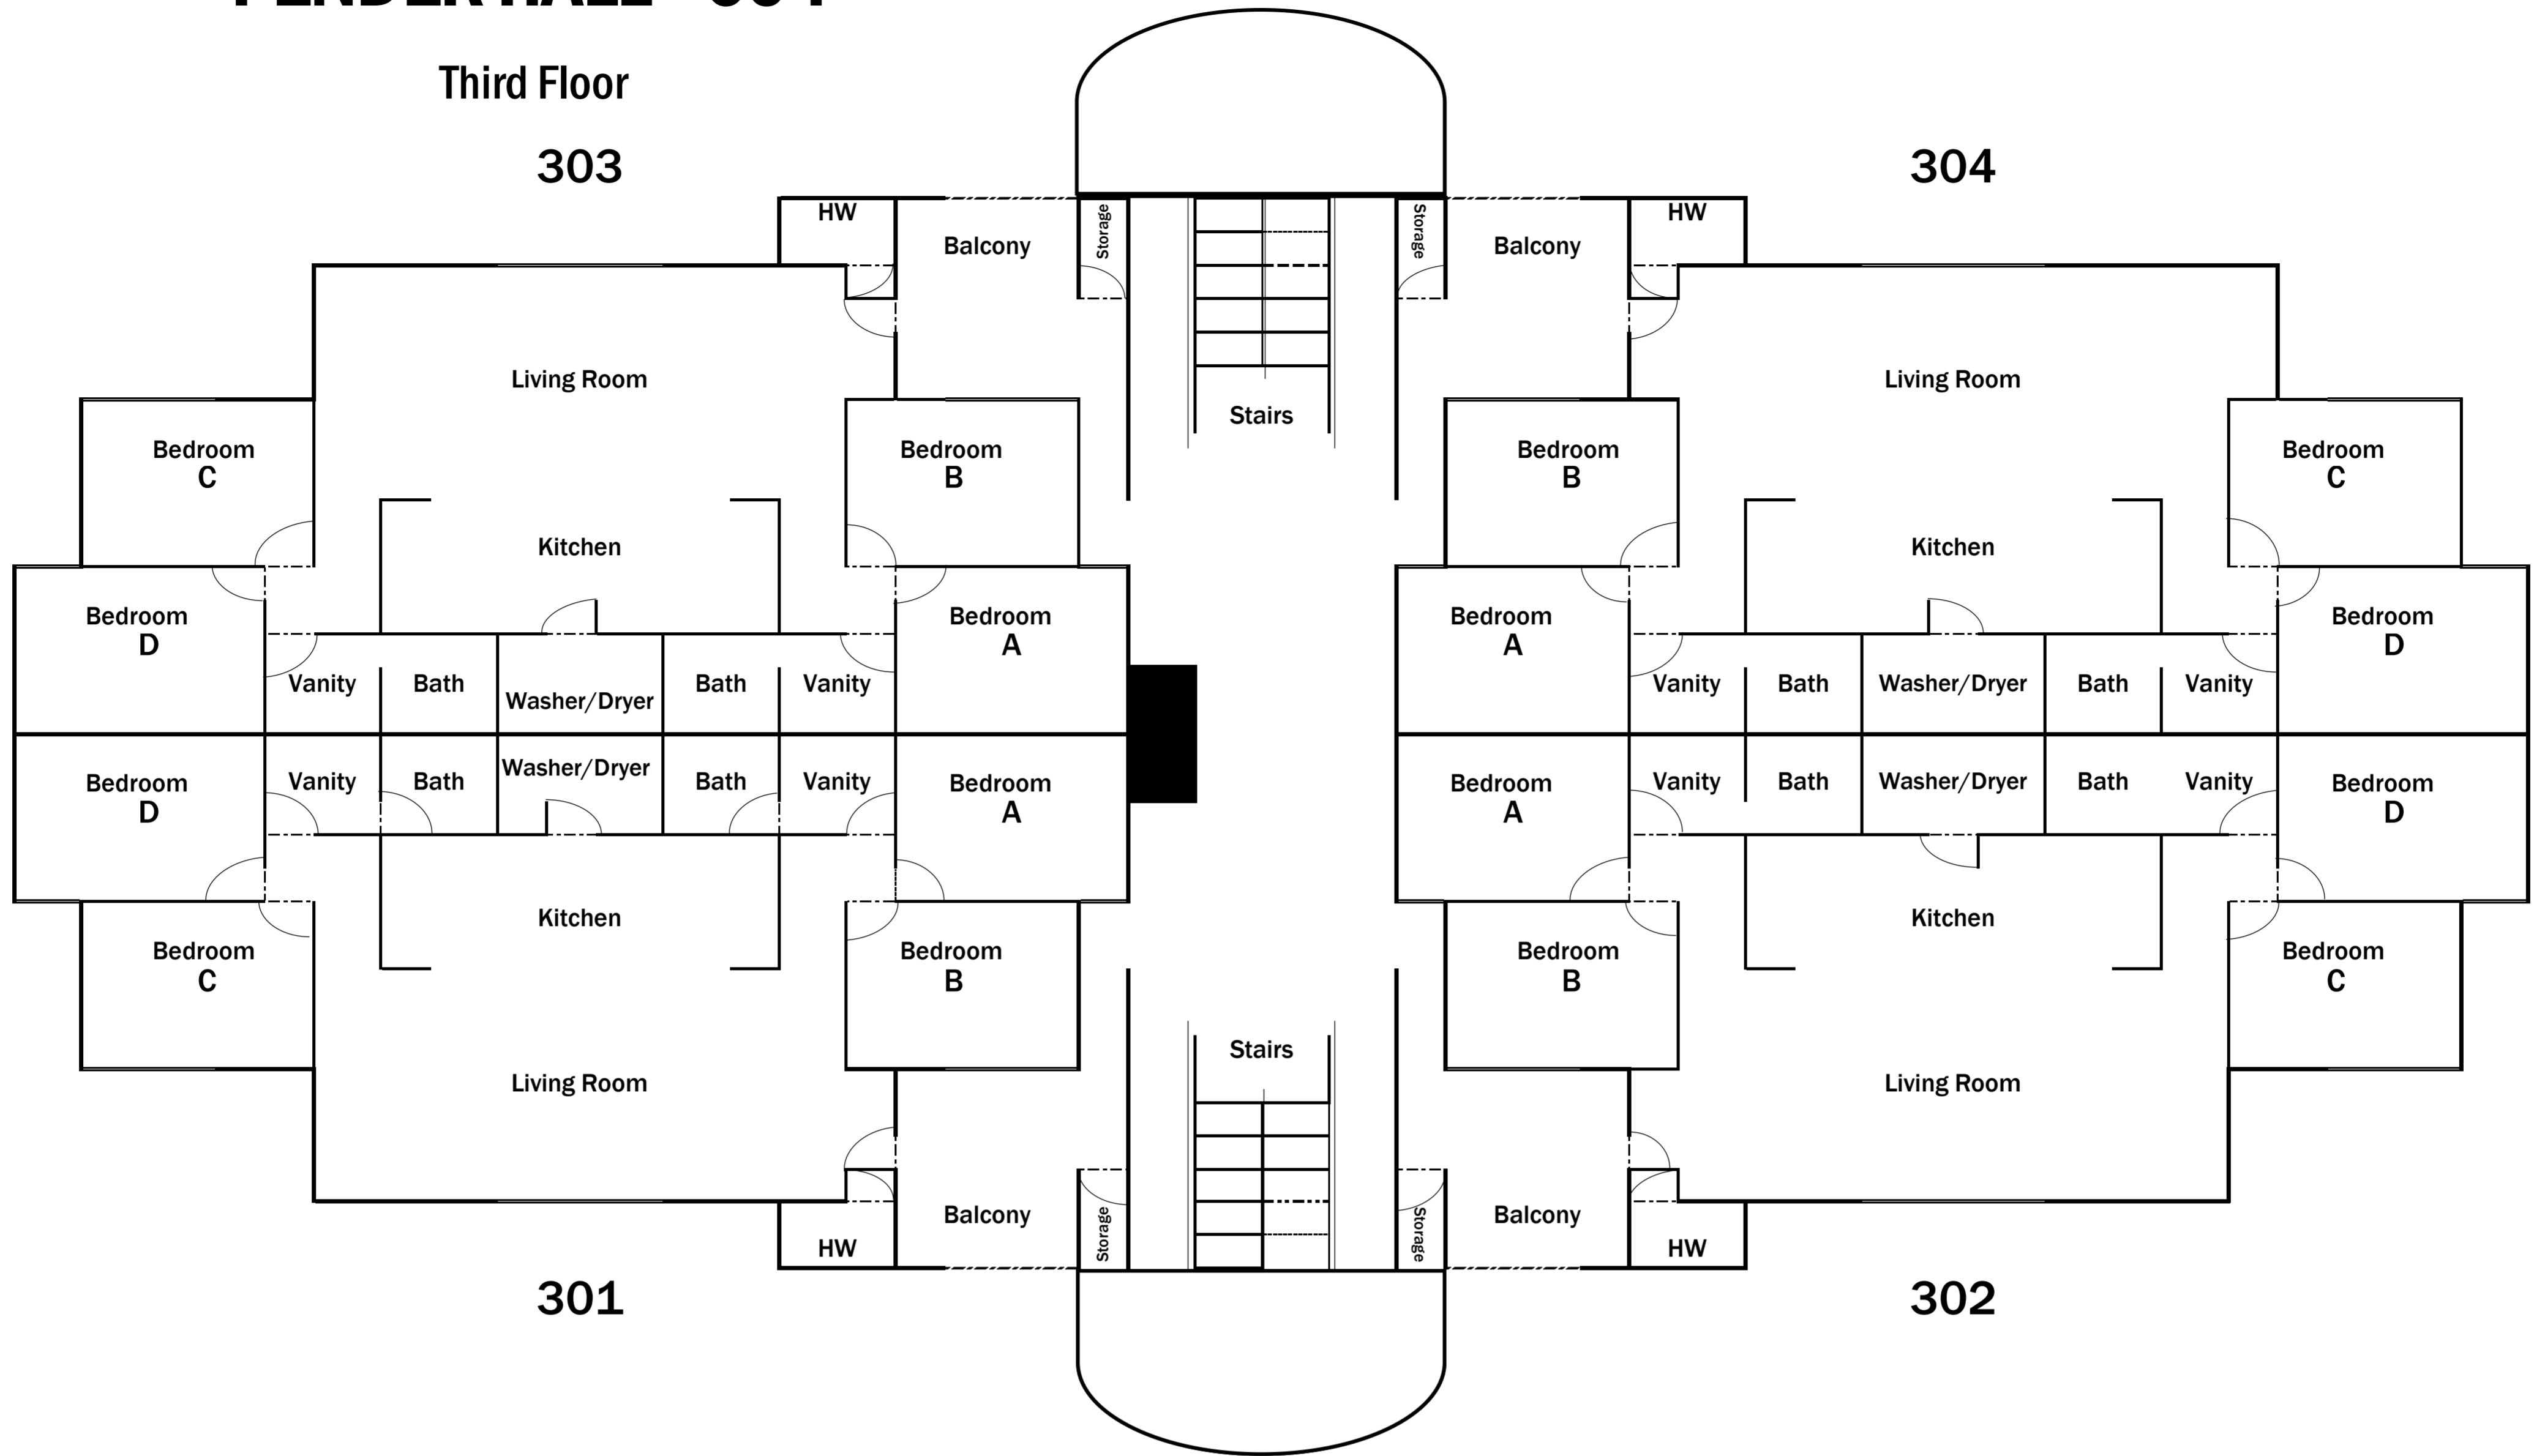 HALL
Third Floor
303
304
HW
Balcony
Storage
Storage
Balcony
HW
Living Room
Stairs
Living Room
Bedroom
C
Bedroom
B
Bedroom
B
Bedroom
C
Kitchen
Kitchen
Bedroom
D
Bedroom
A
Bedroom
A
Bedroom
D
Vanity
Bath
Washer/Dryer
Bath
Vanity
Vanity
Bath
Washer/Dryer
Bath
Vanity
Bedroom
D
Vanity
Bath
Washer/Dryer
Bath
Vanity
Bedroom
A
Bedroom
A
Vanity
Bath
Washer/Dryer
Bath
Vanity
Bedroom
D
Kitchen
Kitchen
Bedroom
C
Bedroom
B
Bedroom
B
Bedroom
C
Living Room
Stairs
Living Room
HW
Balcony
Storage
Storage
Balcony
HW
301
302